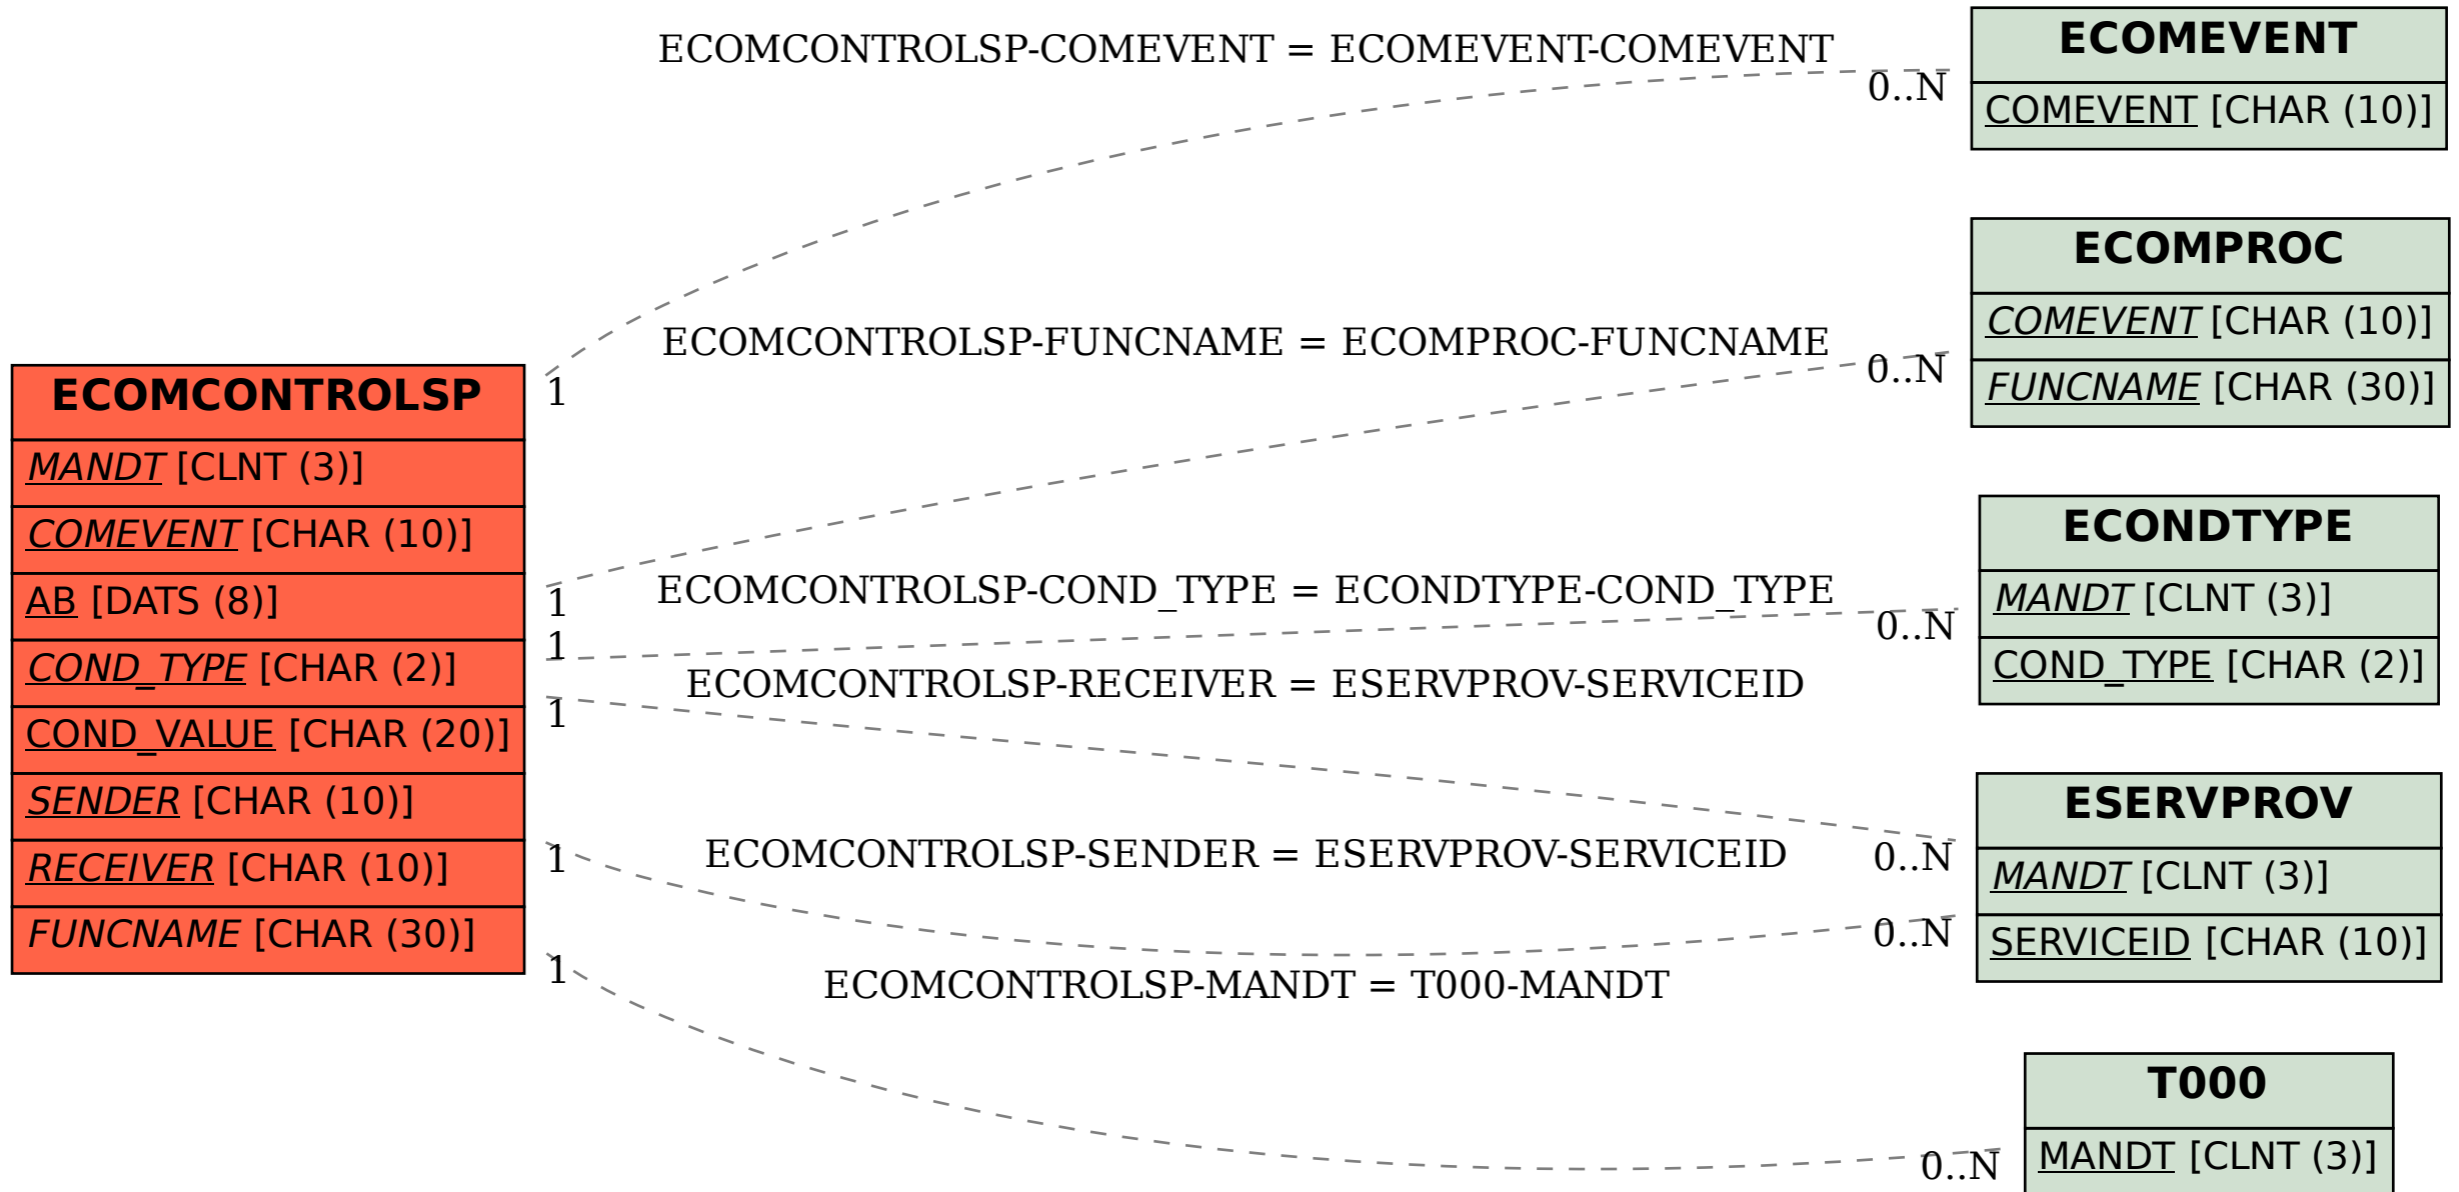 ECOMCONTROLSP-COMEVENT = ECOMEVENT-COMEVENT
0..N
1
ECOMEVENT
COMEVENT [CHAR (10)]
ECOMCONTROLSP-FUNCNAME = ECOMPROC-FUNCNAME
0..N
1
ECOMPROC
COMEVENT [CHAR (10)]
FUNCNAME [CHAR (30)]
ECOMCONTROLSP
MANDT [CLNT (3)]
COMEVENT [CHAR (10)]
AB [DATS (8)]
COND_TYPE [CHAR (2)]
COND_VALUE [CHAR (20)]
SENDER [CHAR (10)]
RECEIVER [CHAR (10)]
FUNCNAME [CHAR (30)]
ECOMCONTROLSP-COND_TYPE = ECONDTYPE-COND_TYPE
0..N
1
ECONDTYPE
MANDT [CLNT (3)]
COND_TYPE [CHAR (2)]
ECOMCONTROLSP-RECEIVER = ESERVPROV-SERVICEID
0..N
1
ECOMCONTROLSP-SENDER = ESERVPROV-SERVICEID
0..N
1
ESERVPROV
MANDT [CLNT (3)]
SERVICEID [CHAR (10)]
ECOMCONTROLSP-MANDT = T000-MANDT
0..N
1
T000
MANDT [CLNT (3)]